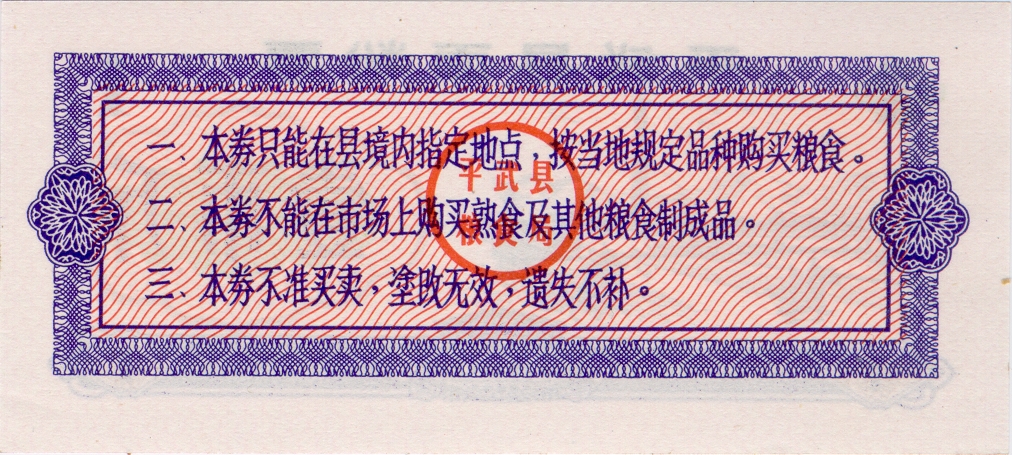 一、本券只能在县境内指定地点，按当地规定品种购买粮食。
二、本券不能在市场上购买熟食及其他粮食制成品。
三、本券不准买卖，塗改无效，遗失不补。
平武县
粮食局